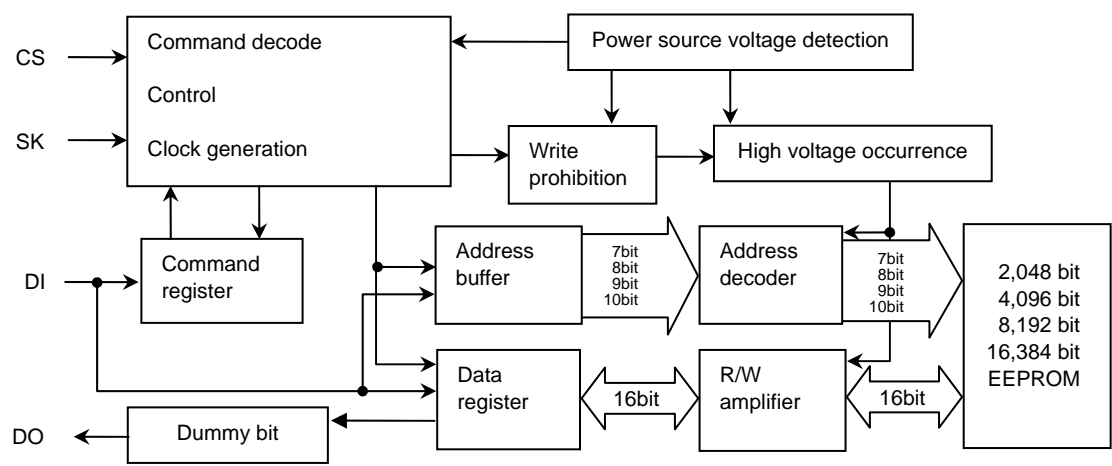 CS
SK
DI
DO
Command decode
Control
Clock generation
Power source voltage detection
Write
prohibition
High voltage occurrence
Command
register
Address
buffer
7bit
8bit
9bit
10bit
Address
decoder
7bit
8bit
9bit
10bit
2,048 bit
4,096 bit
8,192 bit
16,384 bit
EEPROM
Data
register
16bit
R/W
amplifier
16bit
Dummy bit